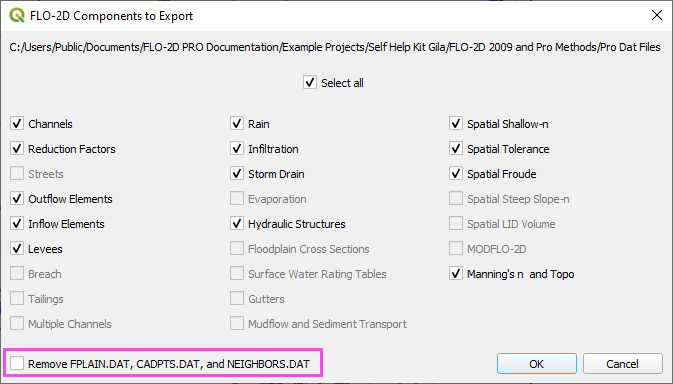 FLO-2D Components to Export
C:/Users/Public/Documents/FLO-2D PRO Documentation/Example Projects/Self Help Kit Gila/FLO-2D 2009 and Pro Methods/Pro Dat Files
Select all
Channels
Reduction Factors
Streets
Outflow Elements
Inflow Elements
Levees
Breach
Tailings
Multiple Channels
Rain
Infiltration
Storm Drain
Evaporation
Hydraulic Structures
Floodplain Cross Sections
Surface Water Rating Tables
Gutters
Mudflow and Sediment Transport
Spatial Shallow-n
Spatial Tolerance
Spatial Froude
Spatial Steep Slope-n
Spatial LID Volume
MODFLO-2D
Manning's n and Topo
Remove FPLAIN.DAT, CADPTS.DAT, and NEIGHBORS.DAT
OK
Cancel